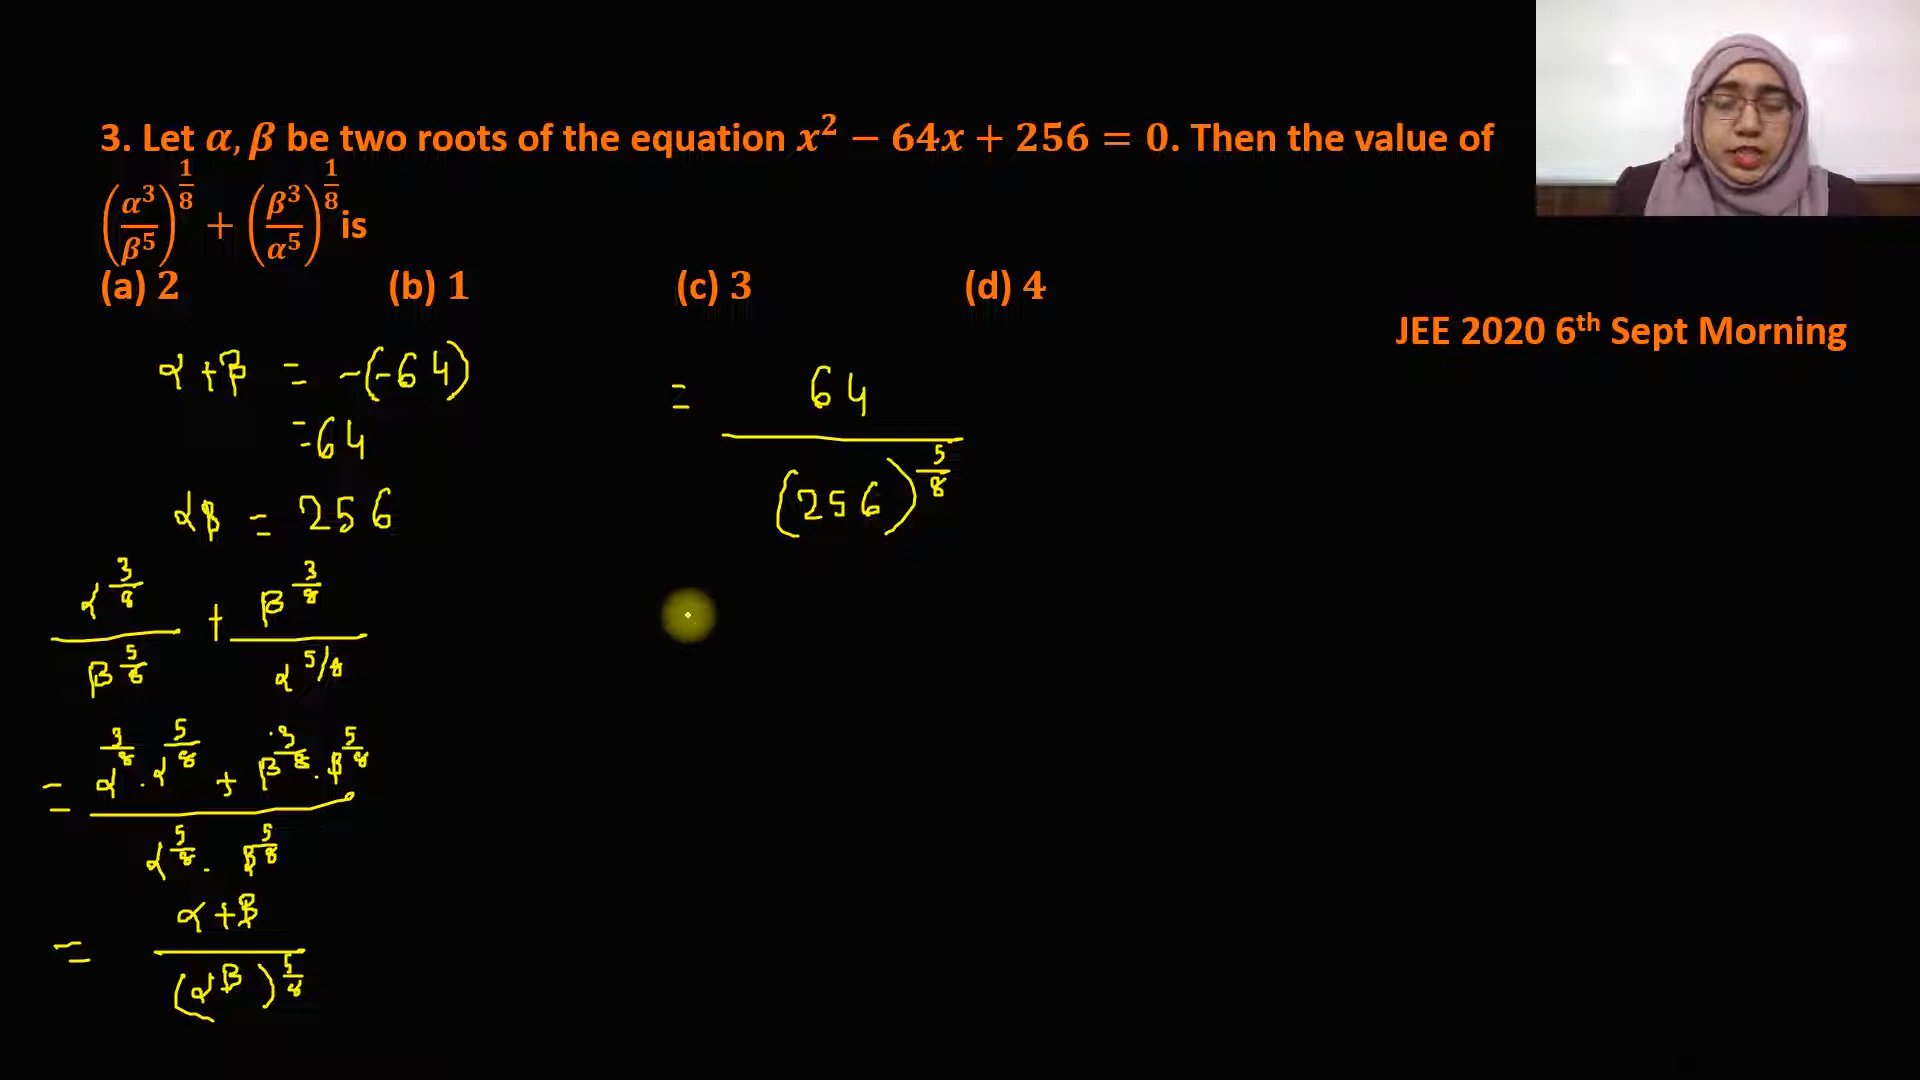 3. Let α, β be two roots of the equation x² − 64x + 256 = 0. Then the value of
(α³/β⁵)^(1/8) + (β³/α⁵)^(1/8) is
(a) 2 (b) 1 (c) 3 (d) 4
JEE 2020 6th Sept Morning
α + β = -(-64)
= 64
αβ = 256
α^(3/8)/β^(5/8) + β^(3/8)/α^(5/8)
= (α^(3/8) · α^(5/8) + β^(3/8) · β^(5/8))/(α^(5/8) · β^(5/8))
= (α + β)/(αβ)^(5/8)
= 64/(256)^(5/8)